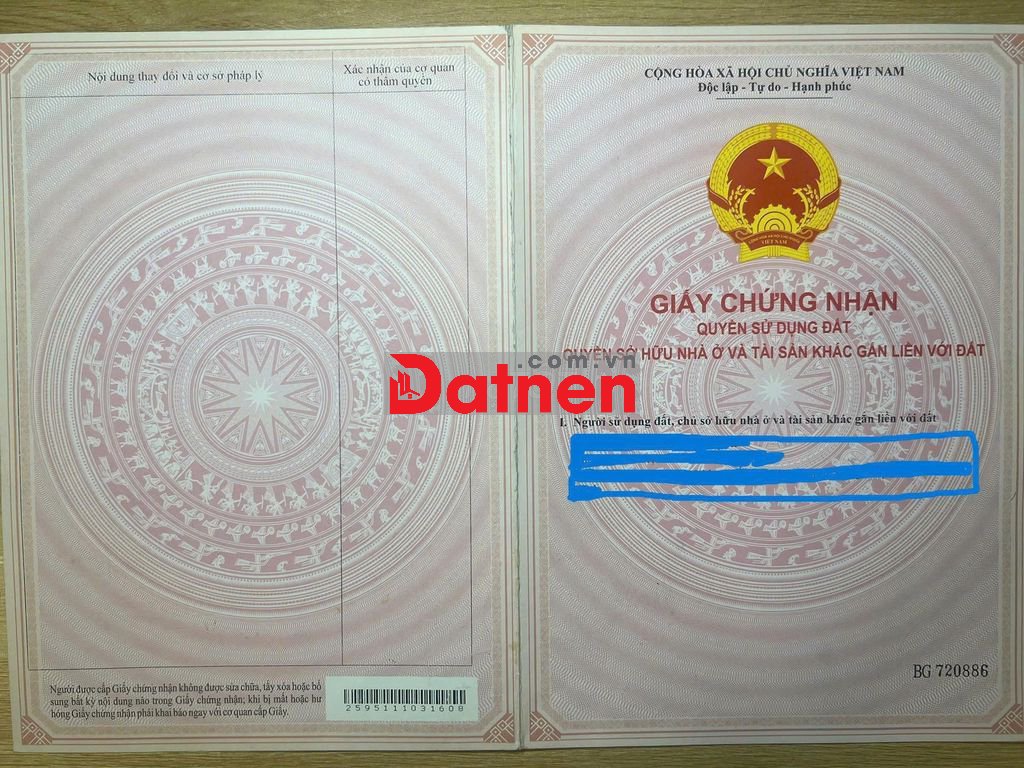 Nội dung thay đổi và cơ sở pháp lý
Xác nhận của cơ quan
có thẩm quyền
Người được cấp Giấy chứng nhận không được sửa chữa, tẩy xóa hoặc bổ
sung bất kỳ nội dung nào trong Giấy chứng nhận; khi bị mất hoặc hư
hỏng Giấy chứng nhận phải khai báo ngay với cơ quan cấp Giấy.
2595111031608
CỘNG HÒA XÃ HỘI CHỦ NGHĨA VIỆT NAM
Độc lập - Tự do - Hạnh phúc
VIỆT NAM
GIẤY CHỨNG NHẬN
QUYỀN SỬ DỤNG ĐẤT
QUYỀN SỞ HỮU NHÀ Ở VÀ TÀI SẢN KHÁC GẮN LIỀN VỚI ĐẤT
.com.vn
Datnen
I. Người sử dụng đất, chủ sở hữu nhà ở và tài sản khác gắn liền với đất
BG 720886